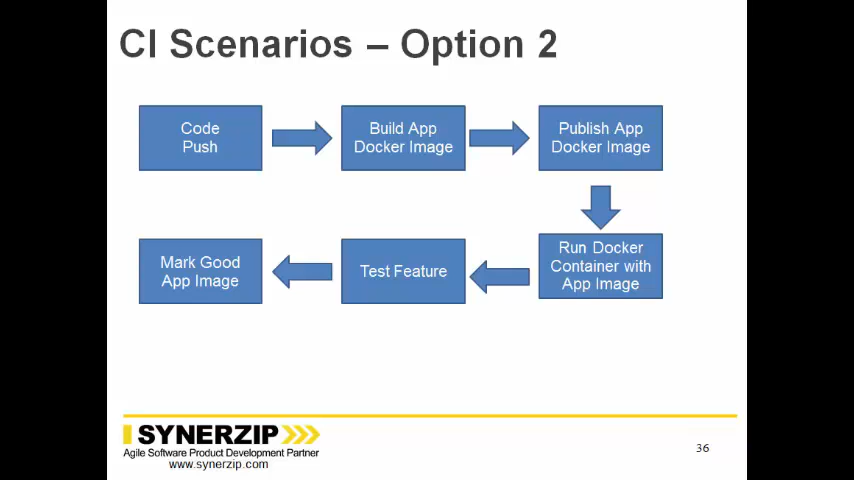 CI Scenarios – Option 2
Code
Push
Build App
Docker Image
Publish App
Docker Image
Run Docker
Container with
App Image
Test Feature
Mark Good
App Image
SYNERZIP
Agile Software Product Development Partner
www.synerzip.com
36